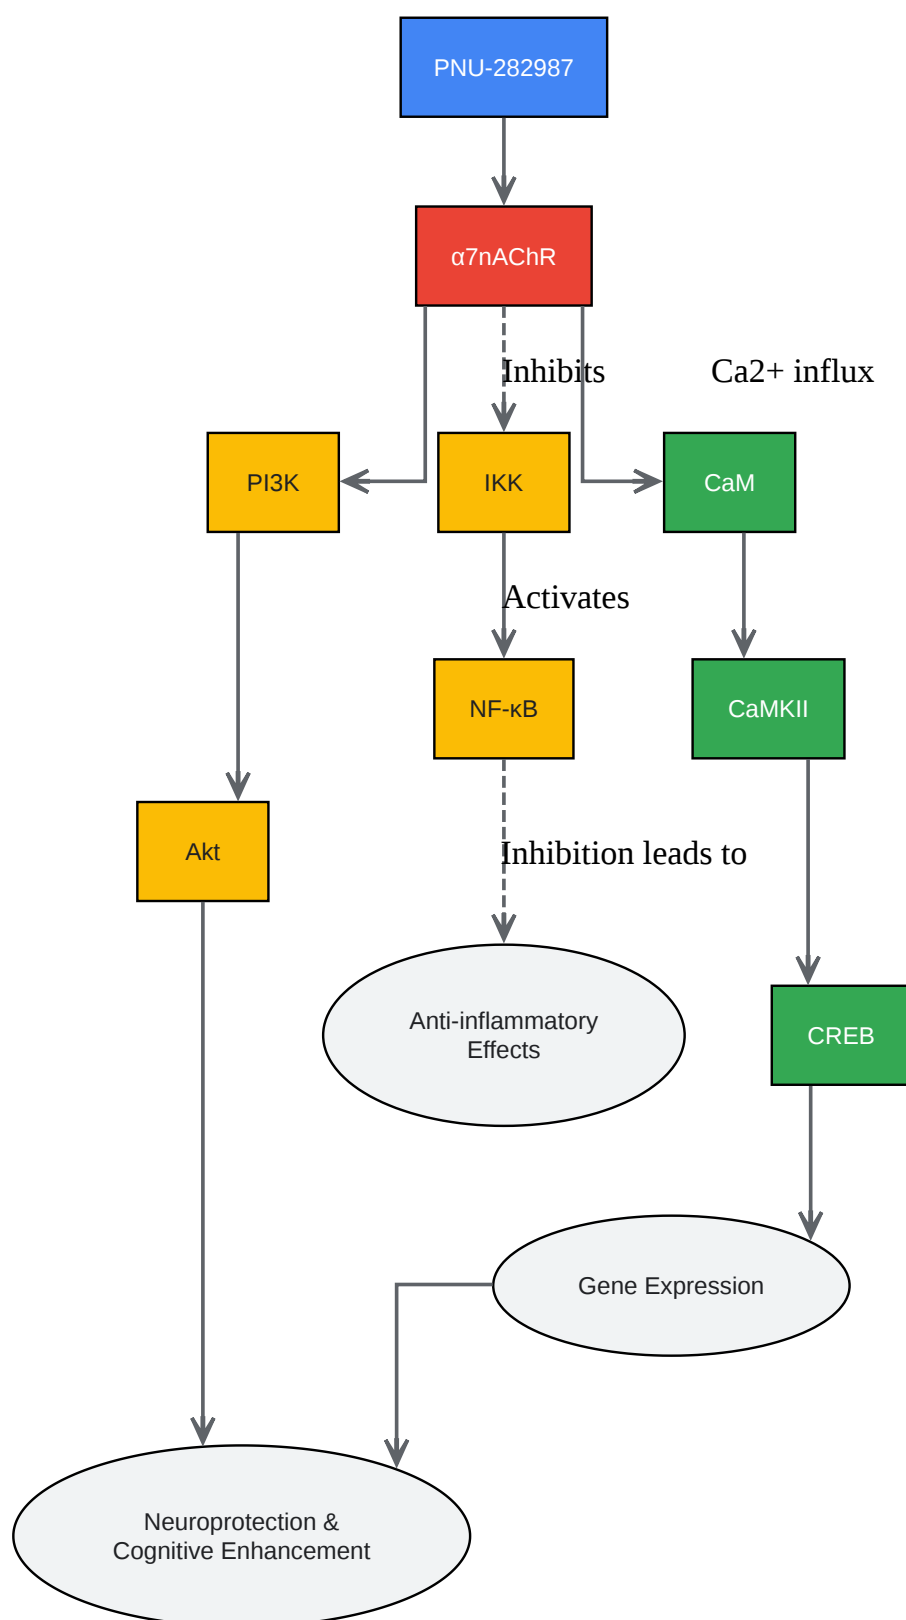 PNU-282987
α7nAChR
Inhibits
Ca2+ influx
PI3K
IKK
CaM
Activates
NF-κB
CaMKII
Akt
Inhibition leads to
Anti-inflammatory
Effects
CREB
Gene Expression
Neuroprotection &
Cognitive Enhancement